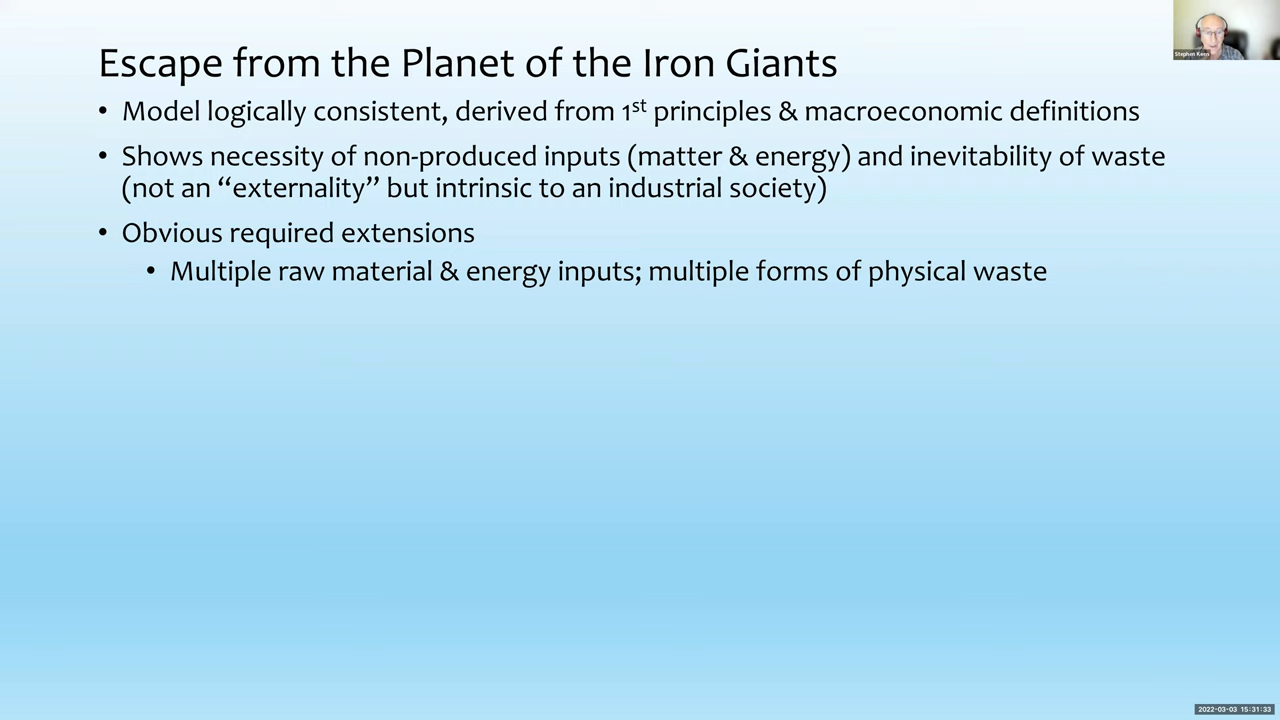 Escape from the Planet of the Iron Giants
• Model logically consistent, derived from 1st principles & macroeconomic definitions
• Shows necessity of non-produced inputs (matter & energy) and inevitability of waste
(not an “externality” but intrinsic to an industrial society)
• Obvious required extensions
• Multiple raw material & energy inputs; multiple forms of physical waste
Stephen Keen
2022-03-03 15:31:33